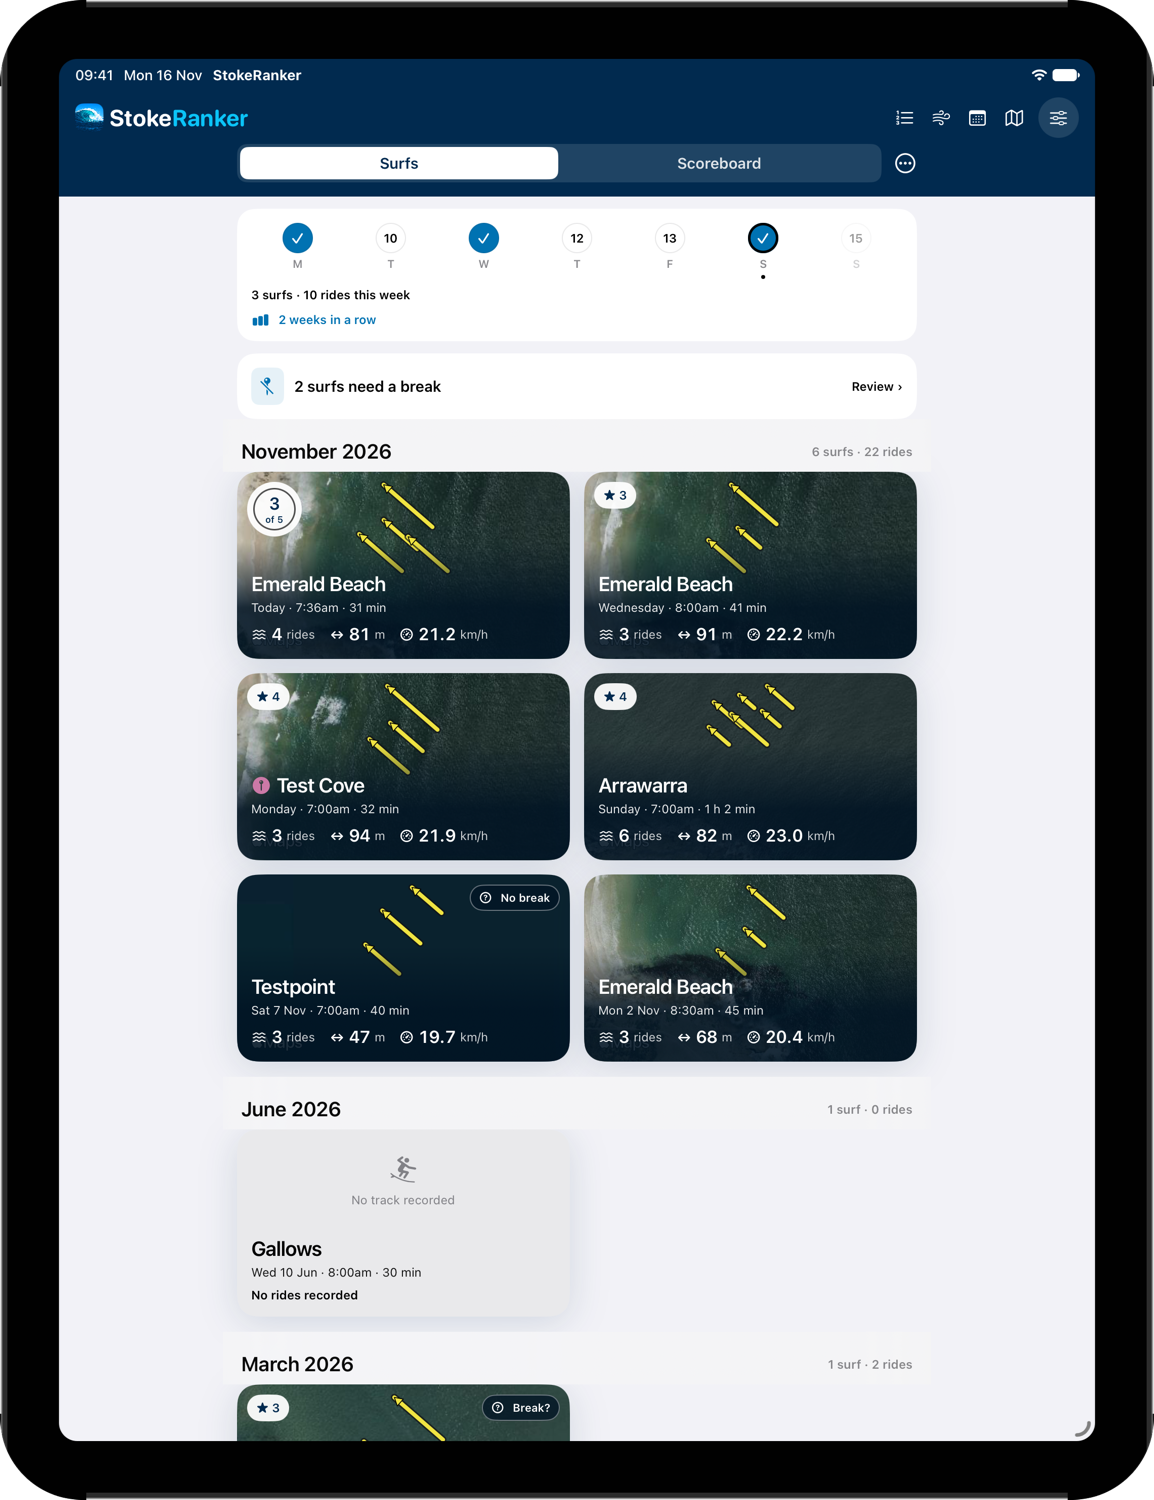 09:41 Mon 16 Nov StokeRanker
StokeRanker
Surfs Scoreboard
10 12 13 15
M T W T F S S
3 surfs · 10 rides this week
2 weeks in a row
2 surfs need a break Review ›
November 2026 6 surfs · 22 rides
3
of 5
Emerald Beach
Today · 7:36am · 31 min
4 rides 81 m 21.2 km/h
3
Emerald Beach
Wednesday · 8:00am · 41 min
3 rides 91 m 22.2 km/h
4
Test Cove
Monday · 7:00am · 32 min
3 rides 94 m 21.9 km/h
4
Arrawarra
Sunday · 7:00am · 1 h 2 min
6 rides 82 m 23.0 km/h
No break
Testpoint
Sat 7 Nov · 7:00am · 40 min
3 rides 47 m 19.7 km/h
Emerald Beach
Mon 2 Nov · 8:30am · 45 min
3 rides 68 m 20.4 km/h
June 2026 1 surf · 0 rides
No track recorded
Gallows
Wed 10 Jun · 8:00am · 30 min
No rides recorded
March 2026 1 surf · 2 rides
3 Break?